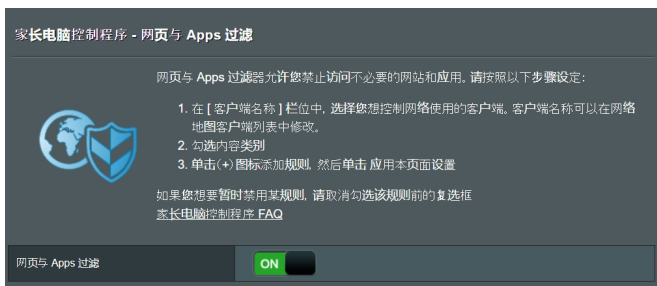 家长电脑控制程序 - 网页与 Apps 过滤
网页与 Apps 过滤器允许您禁止访问不必要的网站和应用. 请按照以下步骤设定:
1. 在 [ 客户端名称 ] 栏位中, 选择您想控制网络使用的客户端。客户端名称可以在网络
地图客户端列表中修改。
2. 勾选内容类别
3. 单击(+) 图标添加规则, 然后单击 应用本页面设置
如果您想要暂时禁用某规则, 请取消勾选该规则前的复选框
家长电脑控制程序 FAQ
网页与 Apps 过滤
ON